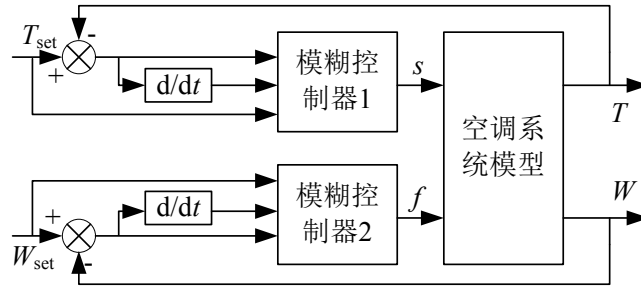 -
T_set
+
d/dt
模糊控
制器1
s
空调系
统模型
T
+
W_set
-
d/dt
模糊控
制器2
f
W